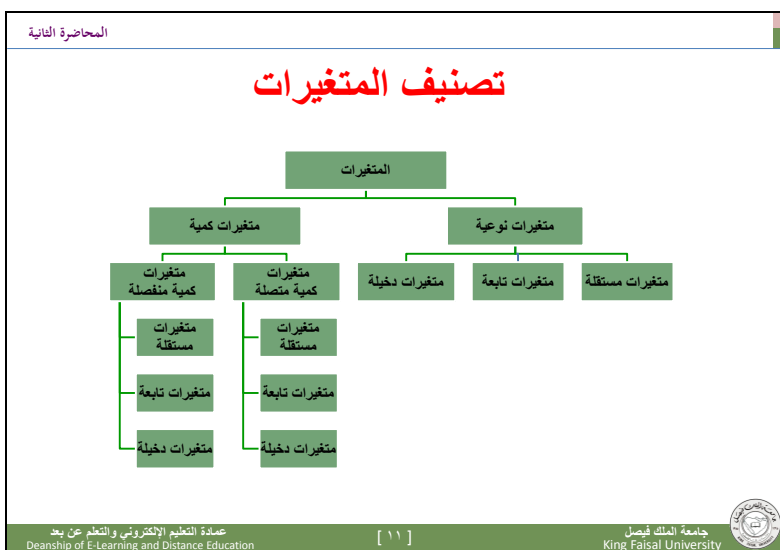 المحاضرة الثانية
تصنيف المتغيرات
المتغيرات
متغيرات نوعية
متغيرات كمية
متغيرات مستقلة
متغيرات تابعة
متغيرات دخيلة
متغيرات
كمية متصلة
متغيرات
كمية منفصلة
متغيرات
مستقلة
متغيرات
مستقلة
متغيرات تابعة
متغيرات تابعة
متغيرات دخيلة
متغيرات دخيلة
جامعة الملك فيصل
King Faisal University
[ ١١ ]
عمادة التعليم الإلكتروني والتعلم عن بعد
Deanship of E-Learning and Distance Education